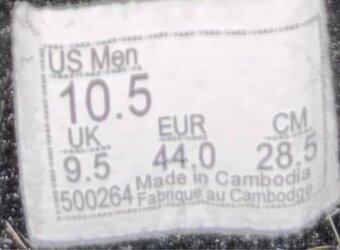 US Men
10.5
UK EUR CM
9.5 44.0 28.5
500264 Made in Cambodia
Fabrique au Cambodge